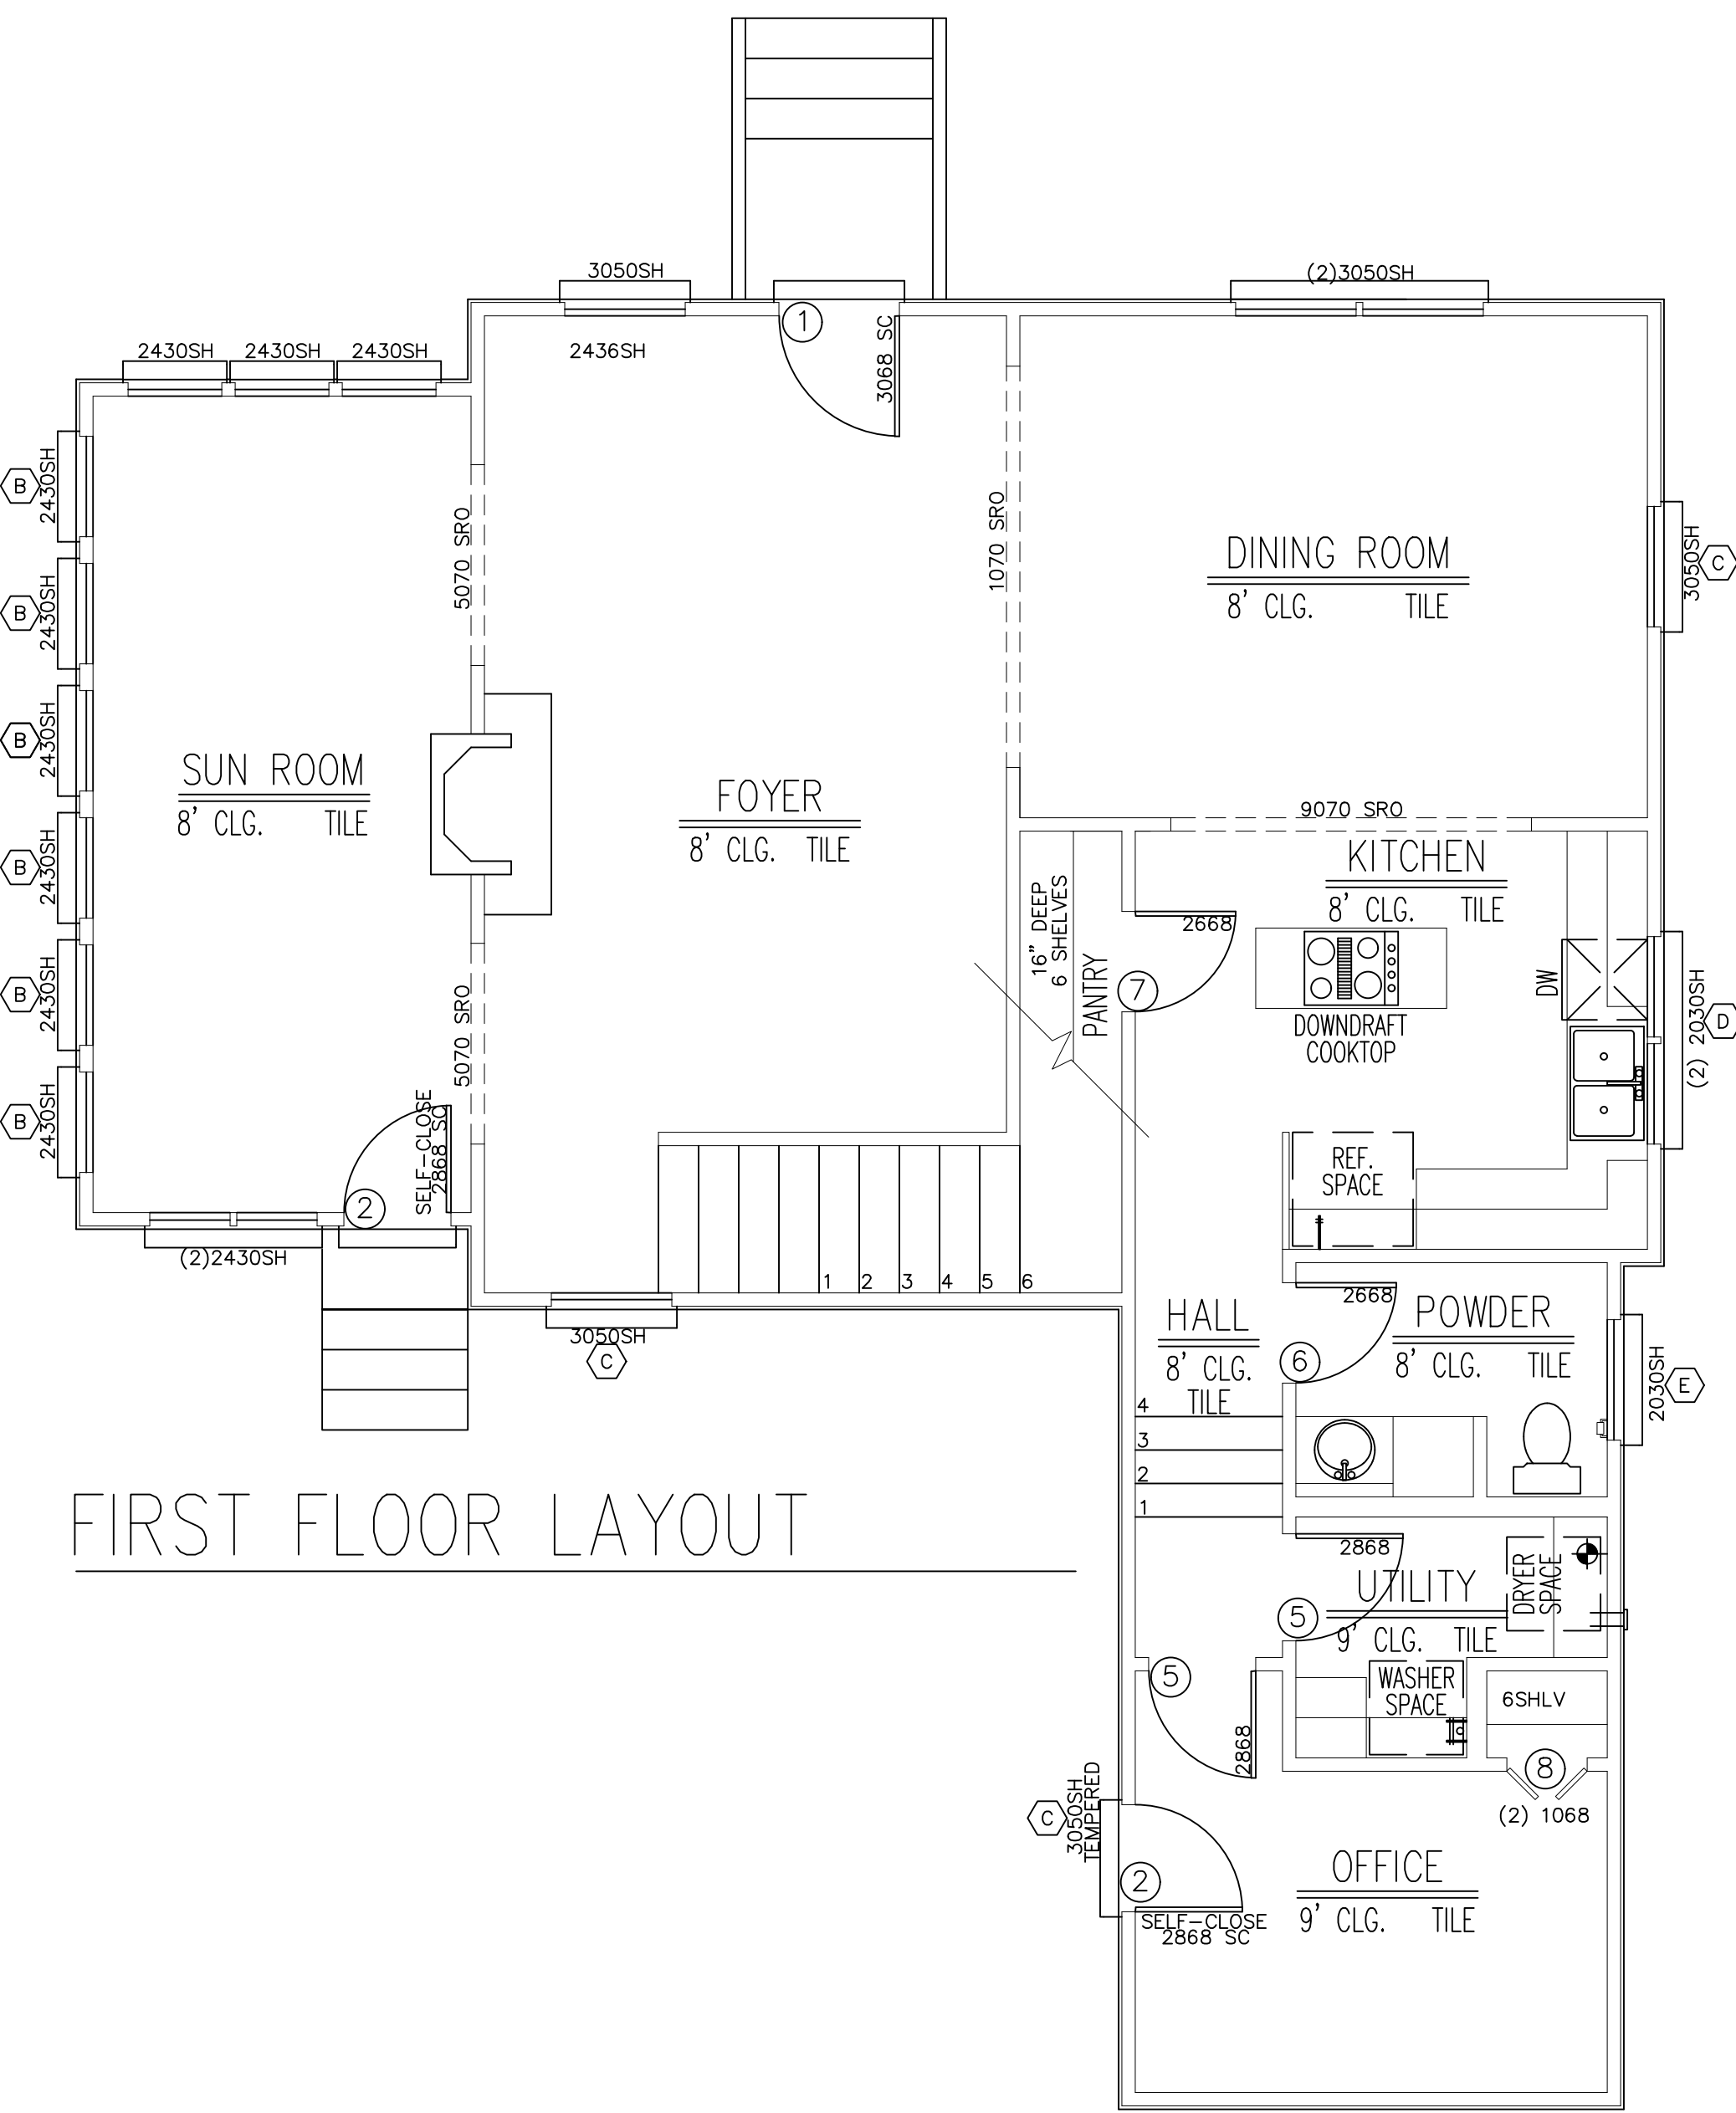 3050SH
(2)3050SH
1
3068 SC
2436SH
2430SH
2430SH
2430SH
B
2430SH
B
2430SH
B
2430SH
B
2430SH
B
2430SH
B
2430SH
5070 SRO
1070 SRO
DINING ROOM
8' CLG. TILE
3050SH
C
SUN ROOM
8' CLG. TILE
FOYER
8' CLG. TILE
9070 SRO
KITCHEN
8' CLG. TILE
16" DEEP
6 SHELVES
PANTRY
2668
7
DOWNDRAFT
COOKTOP
DW
(2) 2030SH
D
5070 SRO
SELF-CLOSE
2868 SC
2
(2)2430SH
REF.
SPACE
1
2
3
4
5
6
3050SH
C
HALL
8' CLG.
TILE
2668
6
POWDER
8' CLG. TILE
2030SH
E
4
3
2
1
FIRST FLOOR LAYOUT
2868
5
UTILITY
9' CLG. TILE
DRYER
SPACE
5
WASHER
SPACE
6SHLV
2868
8
(2) 1068
C
3050SH
TEMPERED
2
SELF-CLOSE
2868 SC
OFFICE
9' CLG. TILE